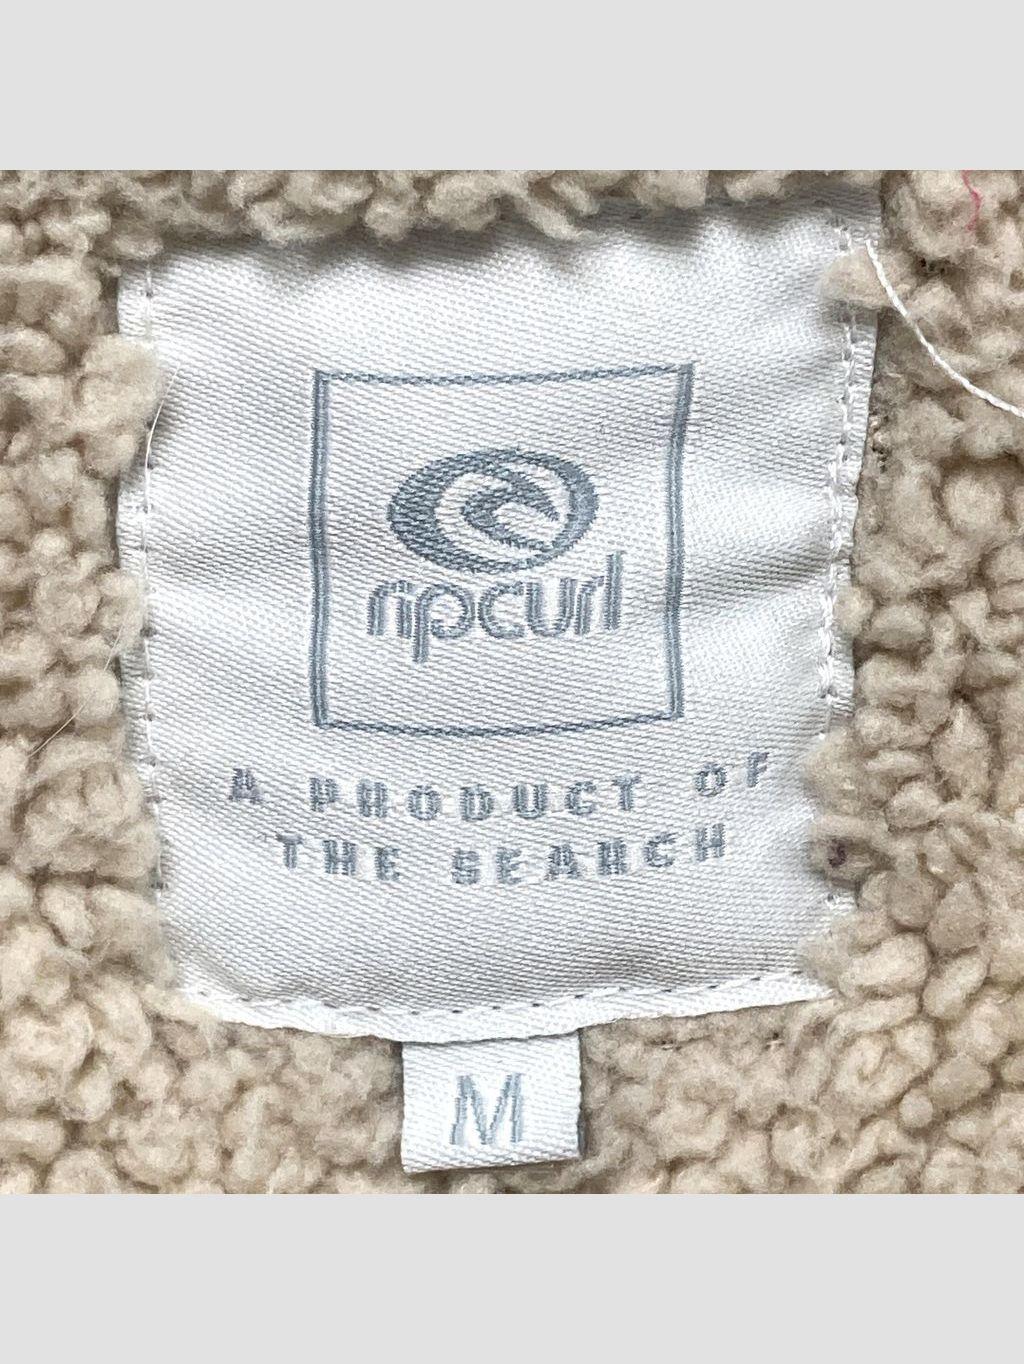 ripcurl
A PRODUCT OF
THE SEARCH
M